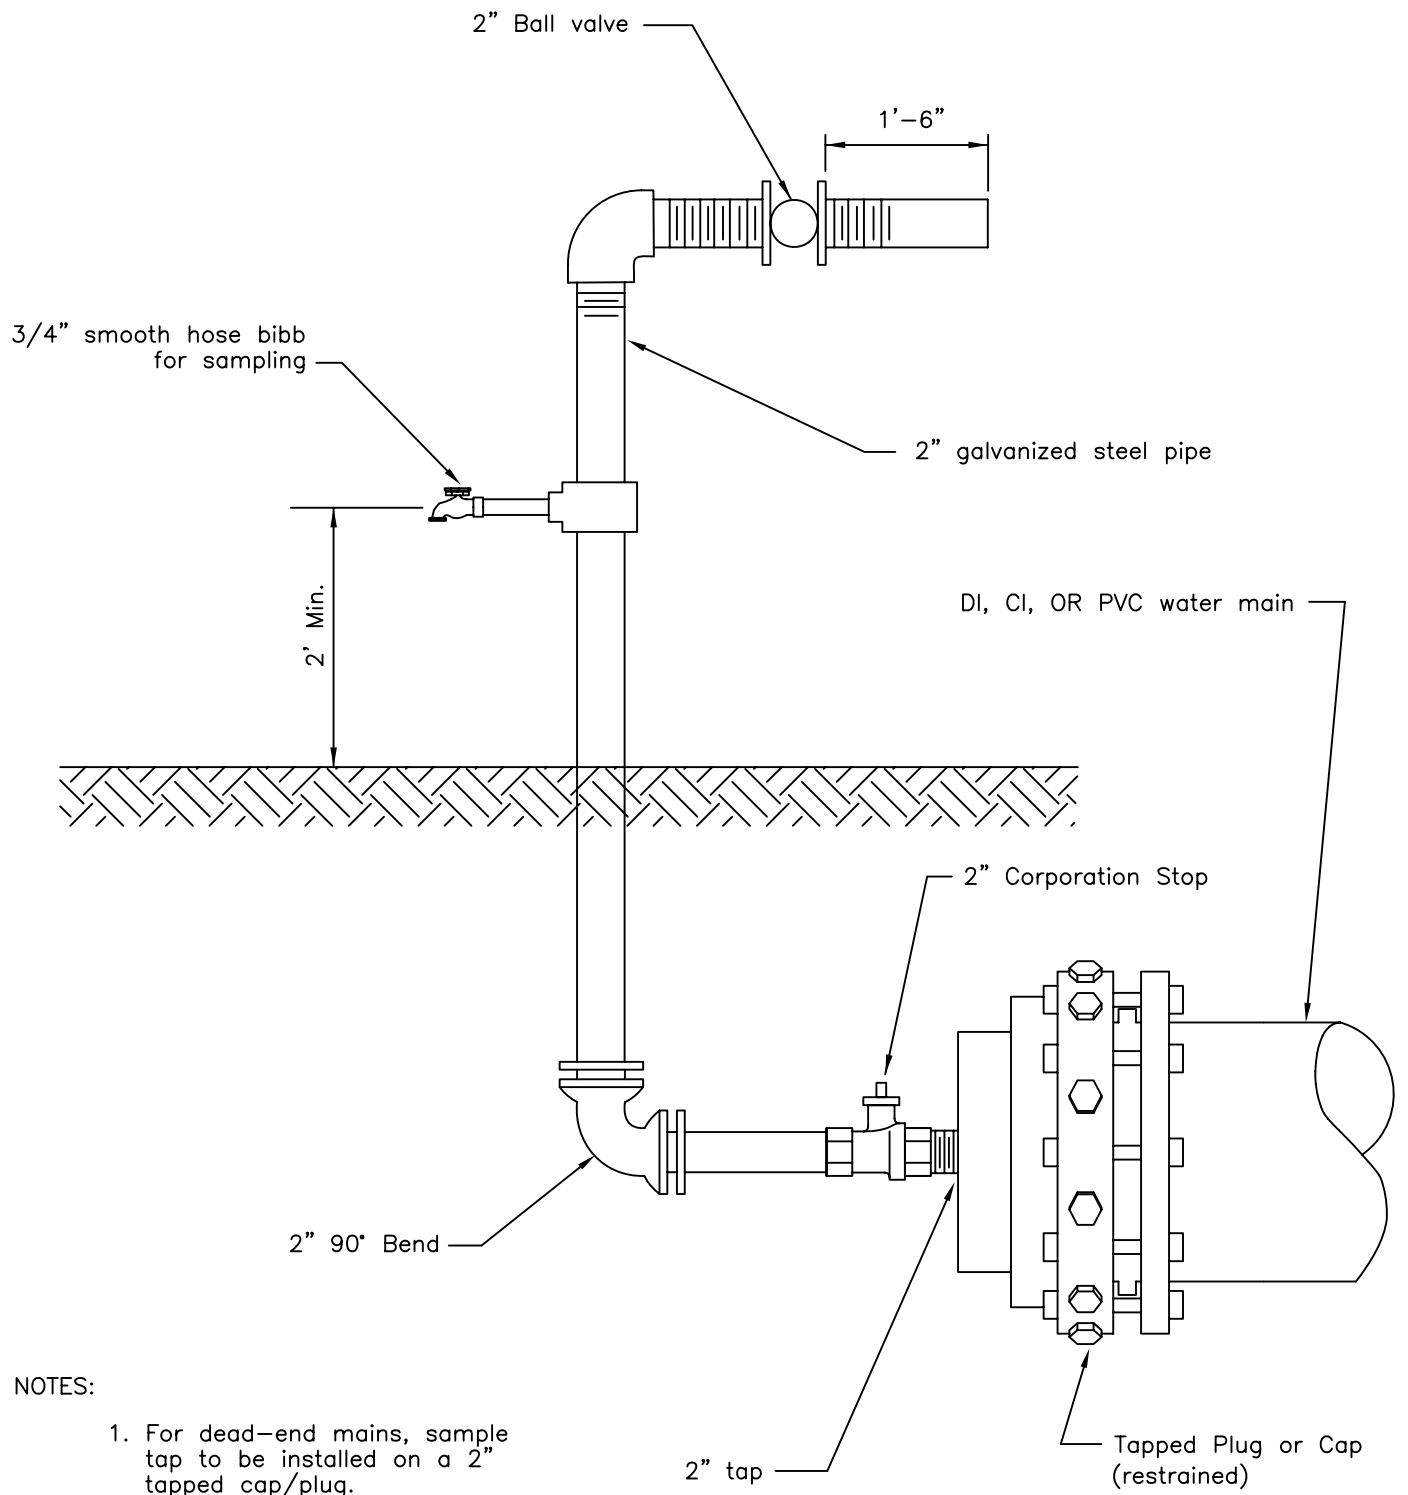 2” Ball valve
1’-6”
3/4” smooth hose bibb
for sampling
2” galvanized steel pipe
2’ Min.
DI, CI, OR PVC water main
2” Corporation Stop
2” 90° Bend
NOTES:
1. For dead-end mains, sample
tap to be installed on a 2”
tapped cap/plug.
2” tap
Tapped Plug or Cap
(restrained)